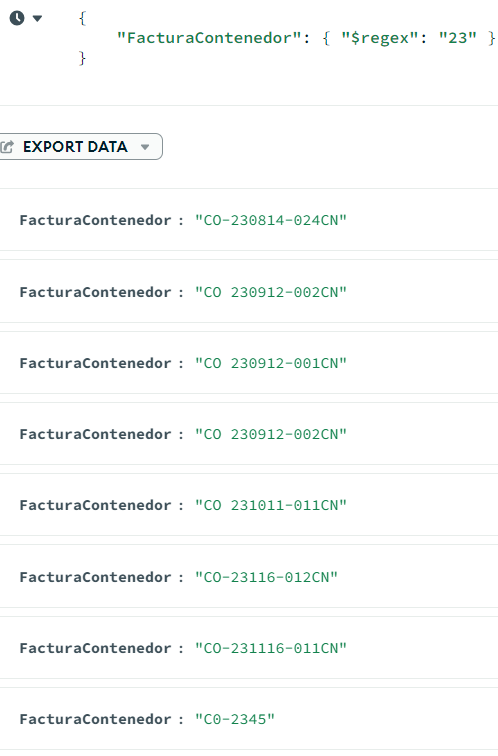 {
"FacturaContenedor": { "$regex": "23" }
}
EXPORT DATA
FacturaContenedor : "CO-230814-024CN"
FacturaContenedor : "CO 230912-002CN"
FacturaContenedor : "CO 230912-001CN"
FacturaContenedor : "CO 230912-002CN"
FacturaContenedor : "CO 231011-011CN"
FacturaContenedor : "CO-23116-012CN"
FacturaContenedor : "CO-231116-011CN"
FacturaContenedor : "C0-2345"